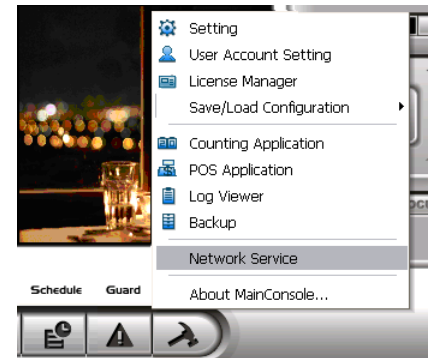 Setting
User Account Setting
License Manager
Save/Load Configuration
Counting Application
POS Application
Log Viewer
Backup
Network Service
About MainConsole...
Schedule Guard